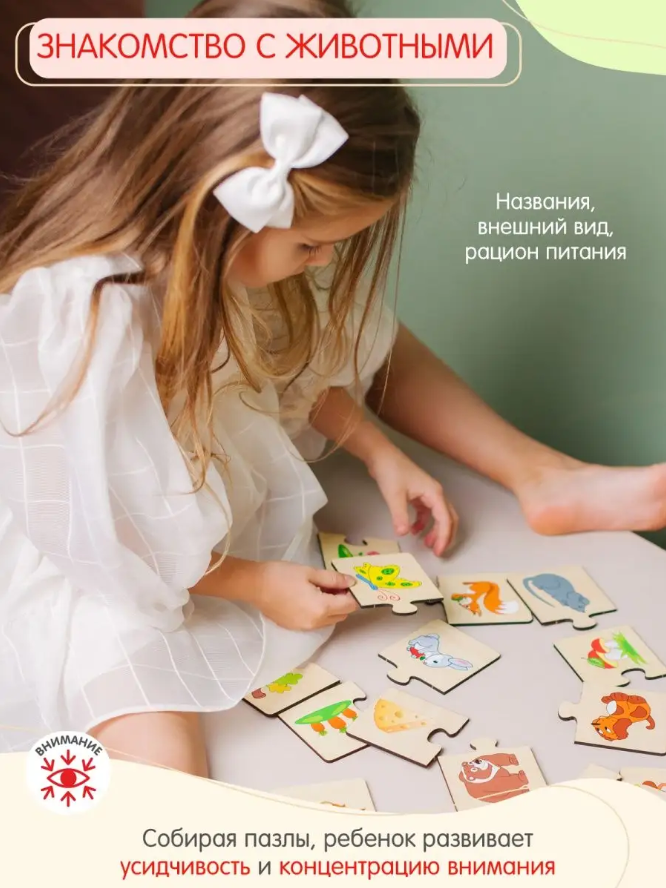 ЗНАКОМСТВО С ЖИВОТНЫМИ
Названия,
внешний вид,
рацион питания
ВНИМАНИЕ
Собирая пазлы, ребенок развивает
усидчивость и концентрацию внимания